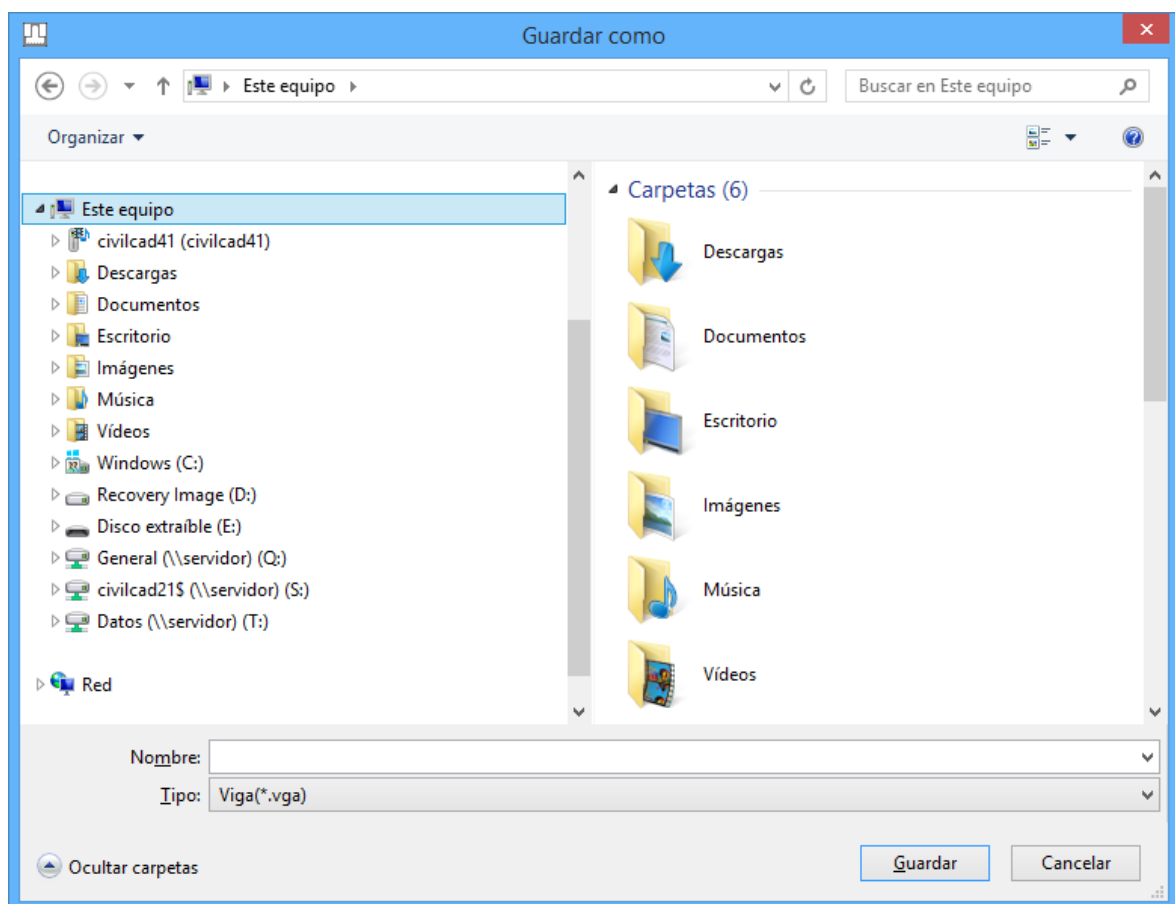 Guardar como
Este equipo
Buscar en Este equipo
Organizar
Este equipo
civilcad41 (civilcad41)
Descargas
Documentos
Escritorio
Imágenes
Música
Vídeos
Windows (C:)
Recovery Image (D:)
Disco extraíble (E:)
General (\\servidor) (Q:)
civilcad21$ (\\servidor) (S:)
Datos (\\servidor) (T:)
Red
Carpetas (6)
Descargas
Documentos
Escritorio
Imágenes
Música
Vídeos
Nombre:
Tipo: Viga(*.vga)
Ocultar carpetas
Guardar
Cancelar